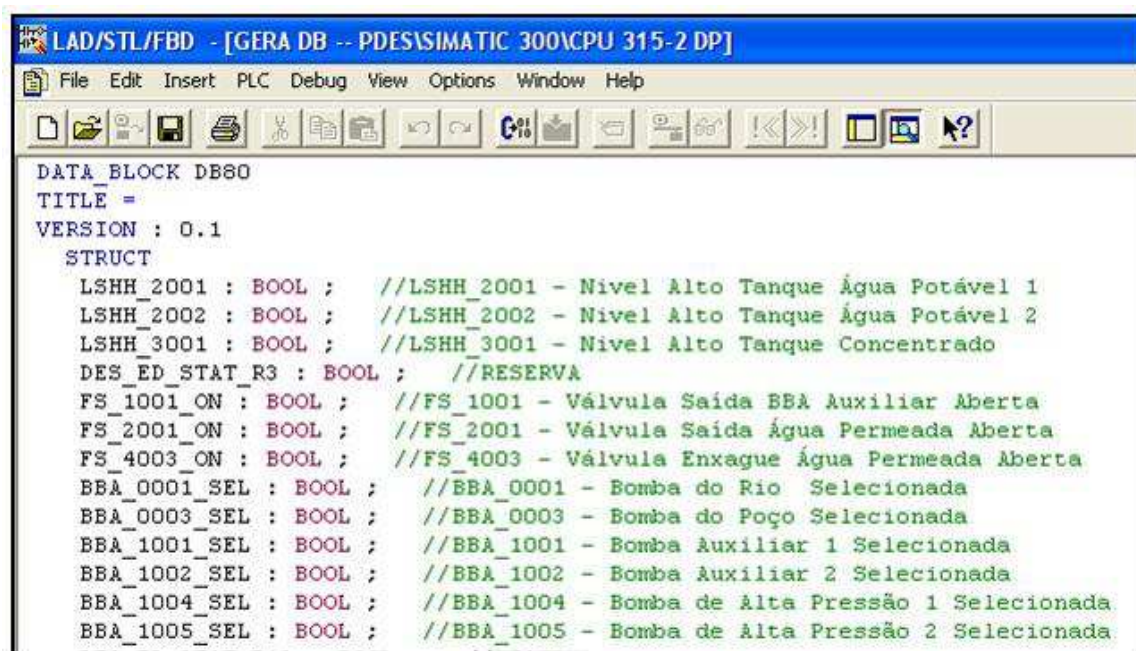 LAD/STL/FBD - [GERA DB -- PDES\SIMATIC 300\CPU 315-2 DP]
File Edit Insert PLC Debug View Options Window Help
DATA_BLOCK DB80
TITLE =
VERSION : 0.1
STRUCT
LSHH_2001 : BOOL ; //LSHH_2001 - Nivel Alto Tanque Água Potável 1
LSHH_2002 : BOOL ; //LSHH_2002 - Nivel Alto Tanque Água Potável 2
LSHH_3001 : BOOL ; //LSHH_3001 - Nivel Alto Tanque Concentrado
DES_ED_STAT_R3 : BOOL ; //RESERVA
FS_1001_ON : BOOL ; //FS_1001 - Válvula Saída BBA Auxiliar Aberta
FS_2001_ON : BOOL ; //FS_2001 - Válvula Saída Água Permeada Aberta
FS_4003_ON : BOOL ; //FS_4003 - Válvula Enxague Água Permeada Aberta
BBA_0001_SEL : BOOL ; //BBA_0001 - Bomba do Rio Selecionada
BBA_0003_SEL : BOOL ; //BBA_0003 - Bomba do Poço Selecionada
BBA_1001_SEL : BOOL ; //BBA_1001 - Bomba Auxiliar 1 Selecionada
BBA_1002_SEL : BOOL ; //BBA_1002 - Bomba Auxiliar 2 Selecionada
BBA_1004_SEL : BOOL ; //BBA_1004 - Bomba de Alta Pressão 1 Selecionada
BBA_1005_SEL : BOOL ; //BBA_1005 - Bomba de Alta Pressão 2 Selecionada